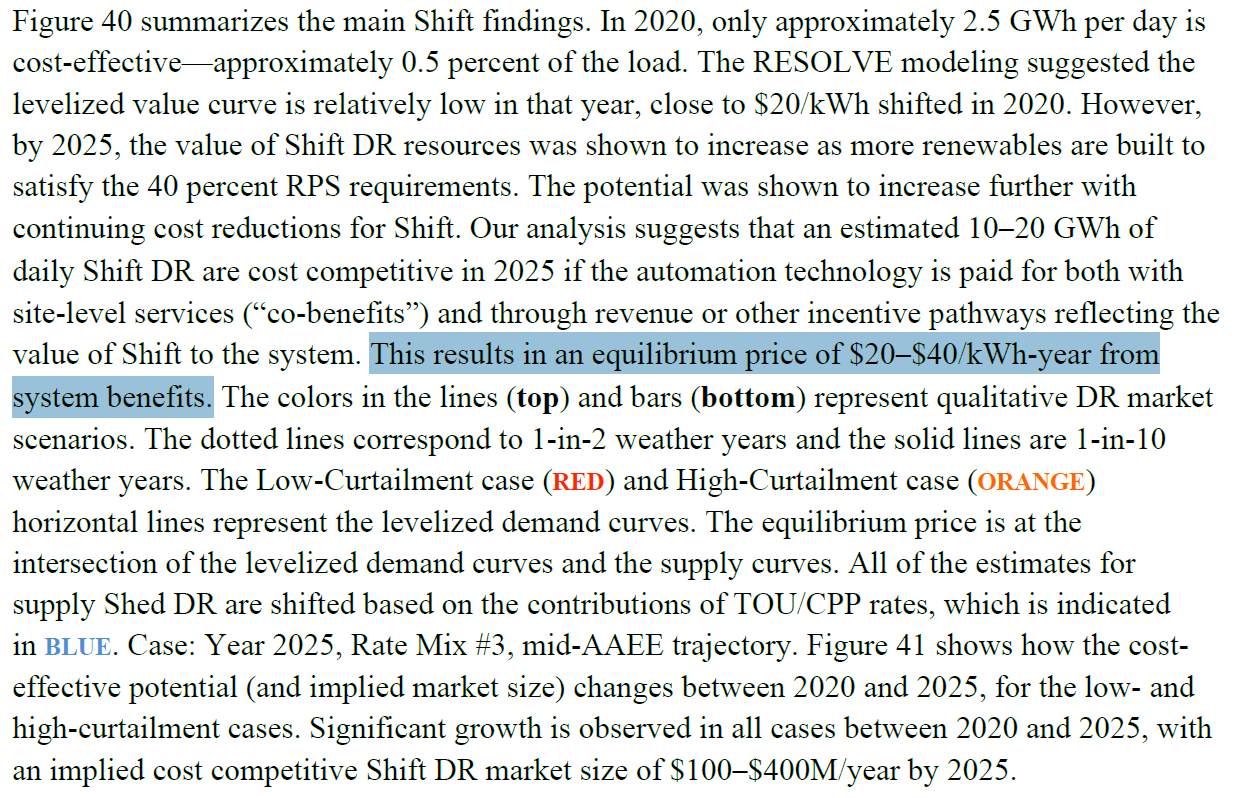 Figure 40 summarizes the main Shift findings. In 2020, only approximately 2.5 GWh per day is
cost-effective—approximately 0.5 percent of the load. The RESOLVE modeling suggested the
levelized value curve is relatively low in that year, close to $20/kWh shifted in 2020. However,
by 2025, the value of Shift DR resources was shown to increase as more renewables are built to
satisfy the 40 percent RPS requirements. The potential was shown to increase further with
continuing cost reductions for Shift. Our analysis suggests that an estimated 10–20 GWh of
daily Shift DR are cost competitive in 2025 if the automation technology is paid for both with
site-level services (“co-benefits”) and through revenue or other incentive pathways reflecting the
value of Shift to the system. This results in an equilibrium price of $20–$40/kWh-year from
system benefits. The colors in the lines (top) and bars (bottom) represent qualitative DR market
scenarios. The dotted lines correspond to 1-in-2 weather years and the solid lines are 1-in-10
weather years. The Low-Curtailment case (RED) and High-Curtailment case (ORANGE)
horizontal lines represent the levelized demand curves. The equilibrium price is at the
intersection of the levelized demand curves and the supply curves. All of the estimates for
supply Shed DR are shifted based on the contributions of TOU/CPP rates, which is indicated
in BLUE. Case: Year 2025, Rate Mix #3, mid-AAEE trajectory. Figure 41 shows how the cost-
effective potential (and implied market size) changes between 2020 and 2025, for the low- and
high-curtailment cases. Significant growth is observed in all cases between 2020 and 2025, with
an implied cost competitive Shift DR market size of $100–$400M/year by 2025.